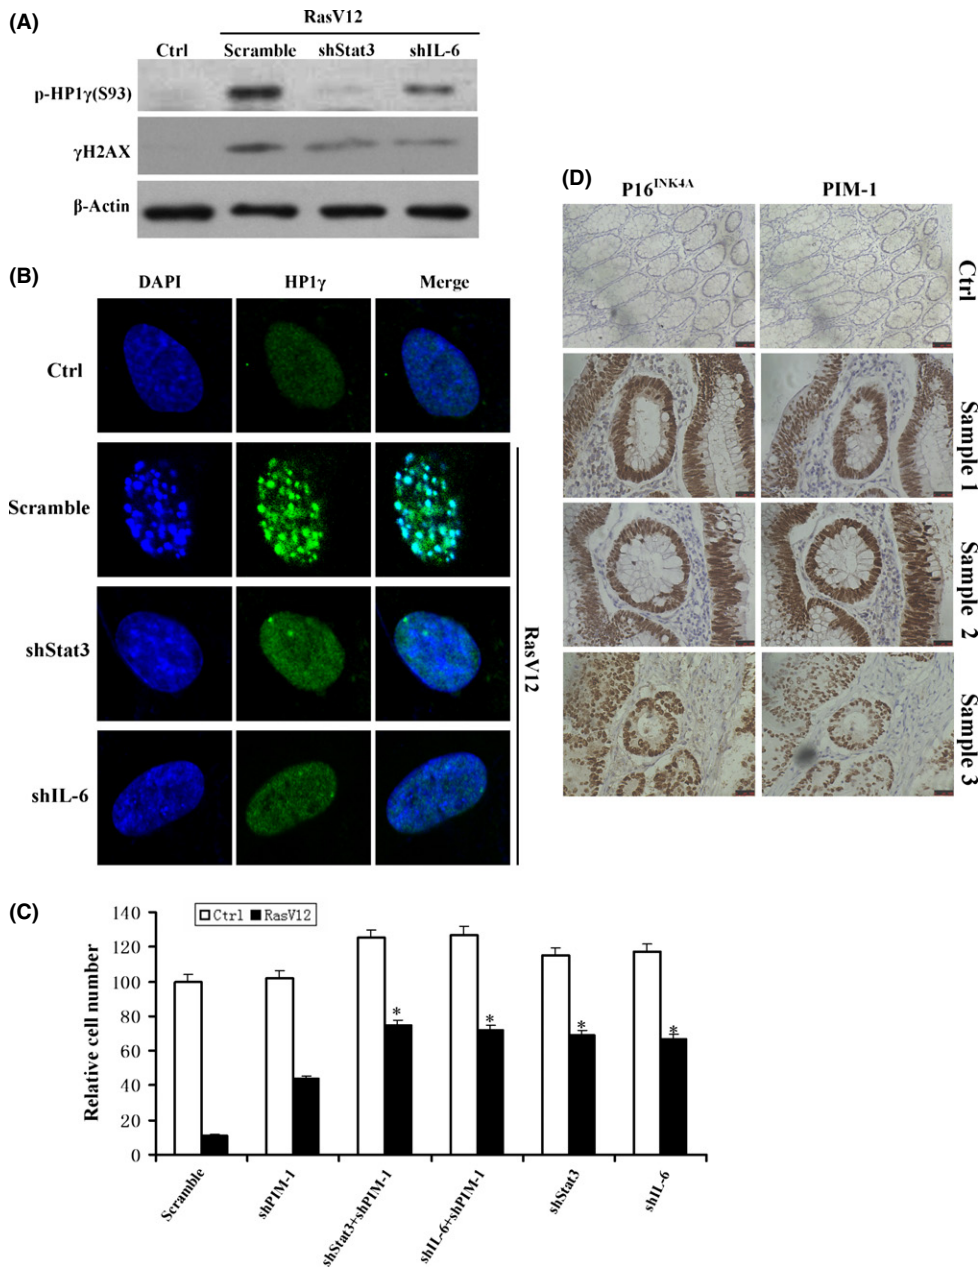 (A)
RasV12
Ctrl Scramble shStat3 shIL-6
p-HP1γ(S93)
γH2AX
β-Actin
(B)
DAPI HP1γ Merge
Ctrl
Scramble
shStat3
shIL-6
RasV12
(C)
Ctrl RasV12
Relative cell number
140
120
100
80
60
40
20
0
* * * *
Scramble
shPIM-1
shStat3+shPIM-1
shIL-6+shPIM-1
shStat3
shIL-6
(D)
P16INK4A PIM-1
Ctrl
Sample 1
Sample 2
Sample 3